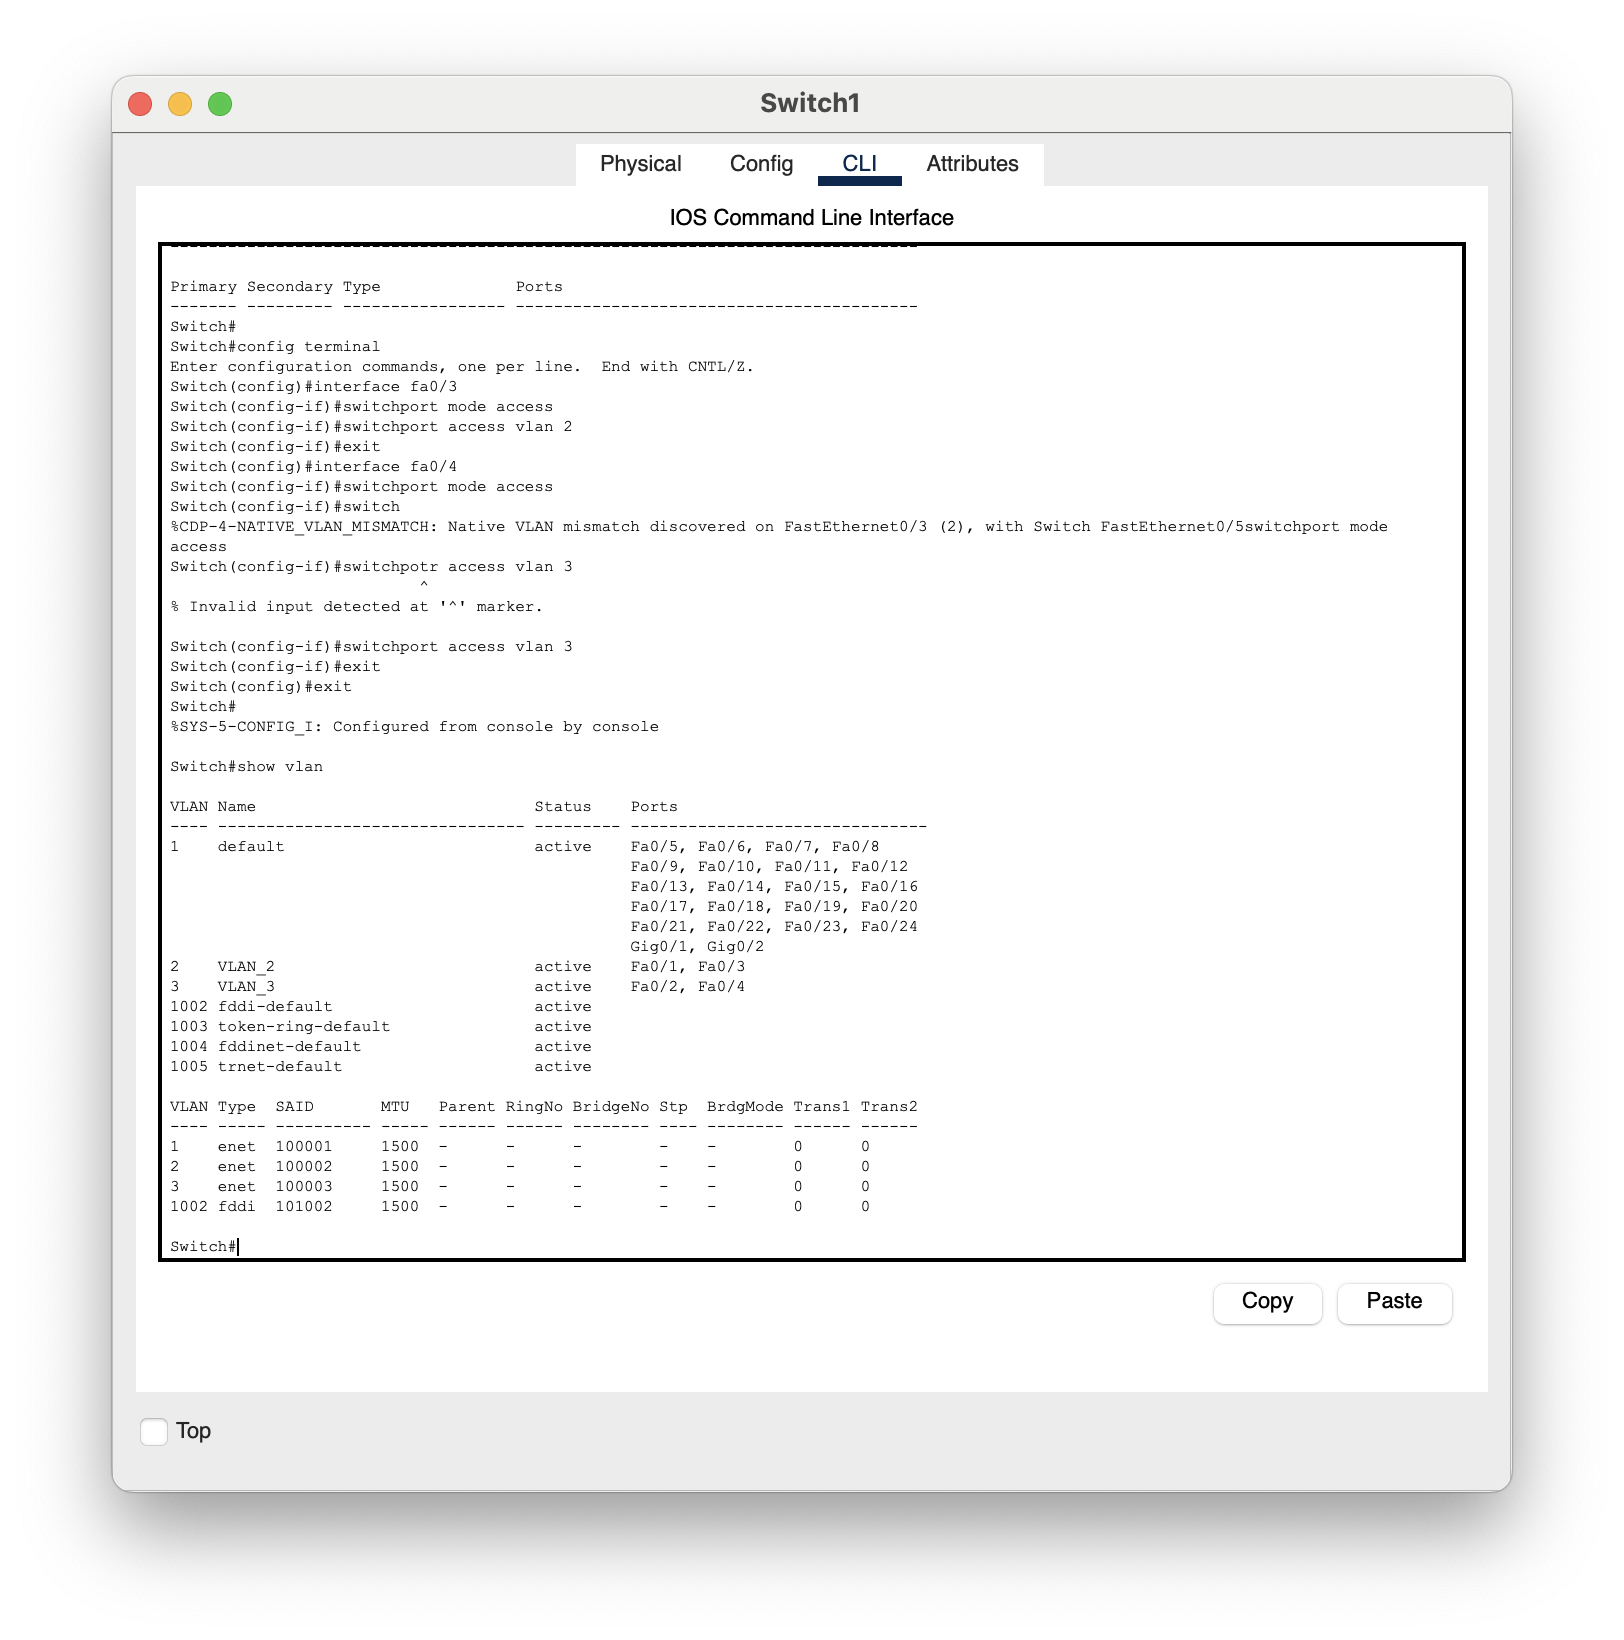 Switch1
Physical Config CLI Attributes
IOS Command Line Interface
Primary Secondary Type              Ports
------- --------- ----------------- ------------------------------------------
Switch#
Switch#config terminal
Enter configuration commands, one per line.  End with CNTL/Z.
Switch(config)#interface fa0/3
Switch(config-if)#switchport mode access
Switch(config-if)#switchport access vlan 2
Switch(config-if)#exit
Switch(config)#interface fa0/4
Switch(config-if)#switchport mode access
Switch(config-if)#switch
%CDP-4-NATIVE_VLAN_MISMATCH: Native VLAN mismatch discovered on FastEthernet0/3 (2), with Switch FastEthernet0/5switchport mode
access
Switch(config-if)#switchpotr access vlan 3
                          ^
% Invalid input detected at '^' marker.
Switch(config-if)#switchport access vlan 3
Switch(config-if)#exit
Switch(config)#exit
Switch#
%SYS-5-CONFIG_I: Configured from console by console
Switch#show vlan
VLAN Name                             Status    Ports
---- -------------------------------- --------- -------------------------------
1    default                          active    Fa0/5, Fa0/6, Fa0/7, Fa0/8
                                                Fa0/9, Fa0/10, Fa0/11, Fa0/12
                                                Fa0/13, Fa0/14, Fa0/15, Fa0/16
                                                Fa0/17, Fa0/18, Fa0/19, Fa0/20
                                                Fa0/21, Fa0/22, Fa0/23, Fa0/24
                                                Gig0/1, Gig0/2
2    VLAN_2                           active    Fa0/1, Fa0/3
3    VLAN_3                           active    Fa0/2, Fa0/4
1002 fddi-default                     active
1003 token-ring-default               active
1004 fddinet-default                  active
1005 trnet-default                    active
VLAN Type  SAID       MTU   Parent RingNo BridgeNo Stp  BrdgMode Trans1 Trans2
---- ----- ---------- ----- ------ ------ -------- ---- -------- ------ ------
1    enet  100001     1500  -      -      -        -    -        0      0
2    enet  100002     1500  -      -      -        -    -        0      0
3    enet  100003     1500  -      -      -        -    -        0      0
1002 fddi  101002     1500  -      -      -        -    -        0      0
Switch#
Copy Paste
Top